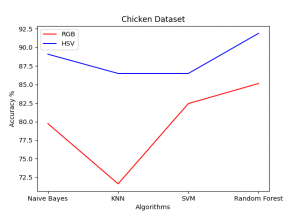 Chicken Dataset
RGB
HSV
92.5
90.0
87.5
85.0
82.5
80.0
77.5
75.0
72.5
Accuracy %
Naive Bayes
KNN
SVM
Random Forest
Algorithms